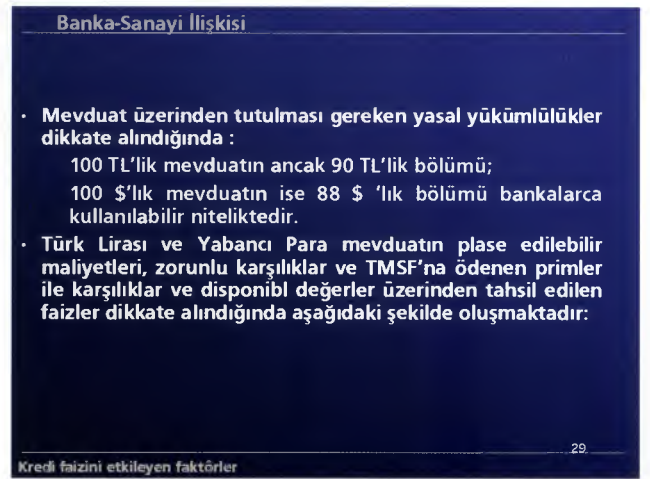 Banka-Sanayi İlişkisi
• Mevduat üzerinden tutulması gereken yasal yükümlülükler
dikkate alındığında :
100 TL'lik mevduatın ancak 90 TL'lik bölümü;
100 $'lık mevduatın ise 88 $ 'lık bölümü bankalarca
kullanılabilir niteliktedir.
• Türk Lirası ve Yabancı Para mevduatın plase edilebilir
maliyetleri, zorunlu karşılıklar ve TMSF'na ödenen primler
ile karşılıklar ve disponibl değerler üzerinden tahsil edilen
faizler dikkate alındığında aşağıdaki şekilde oluşmaktadır:
29
Kredi faizini etkileyen faktörler